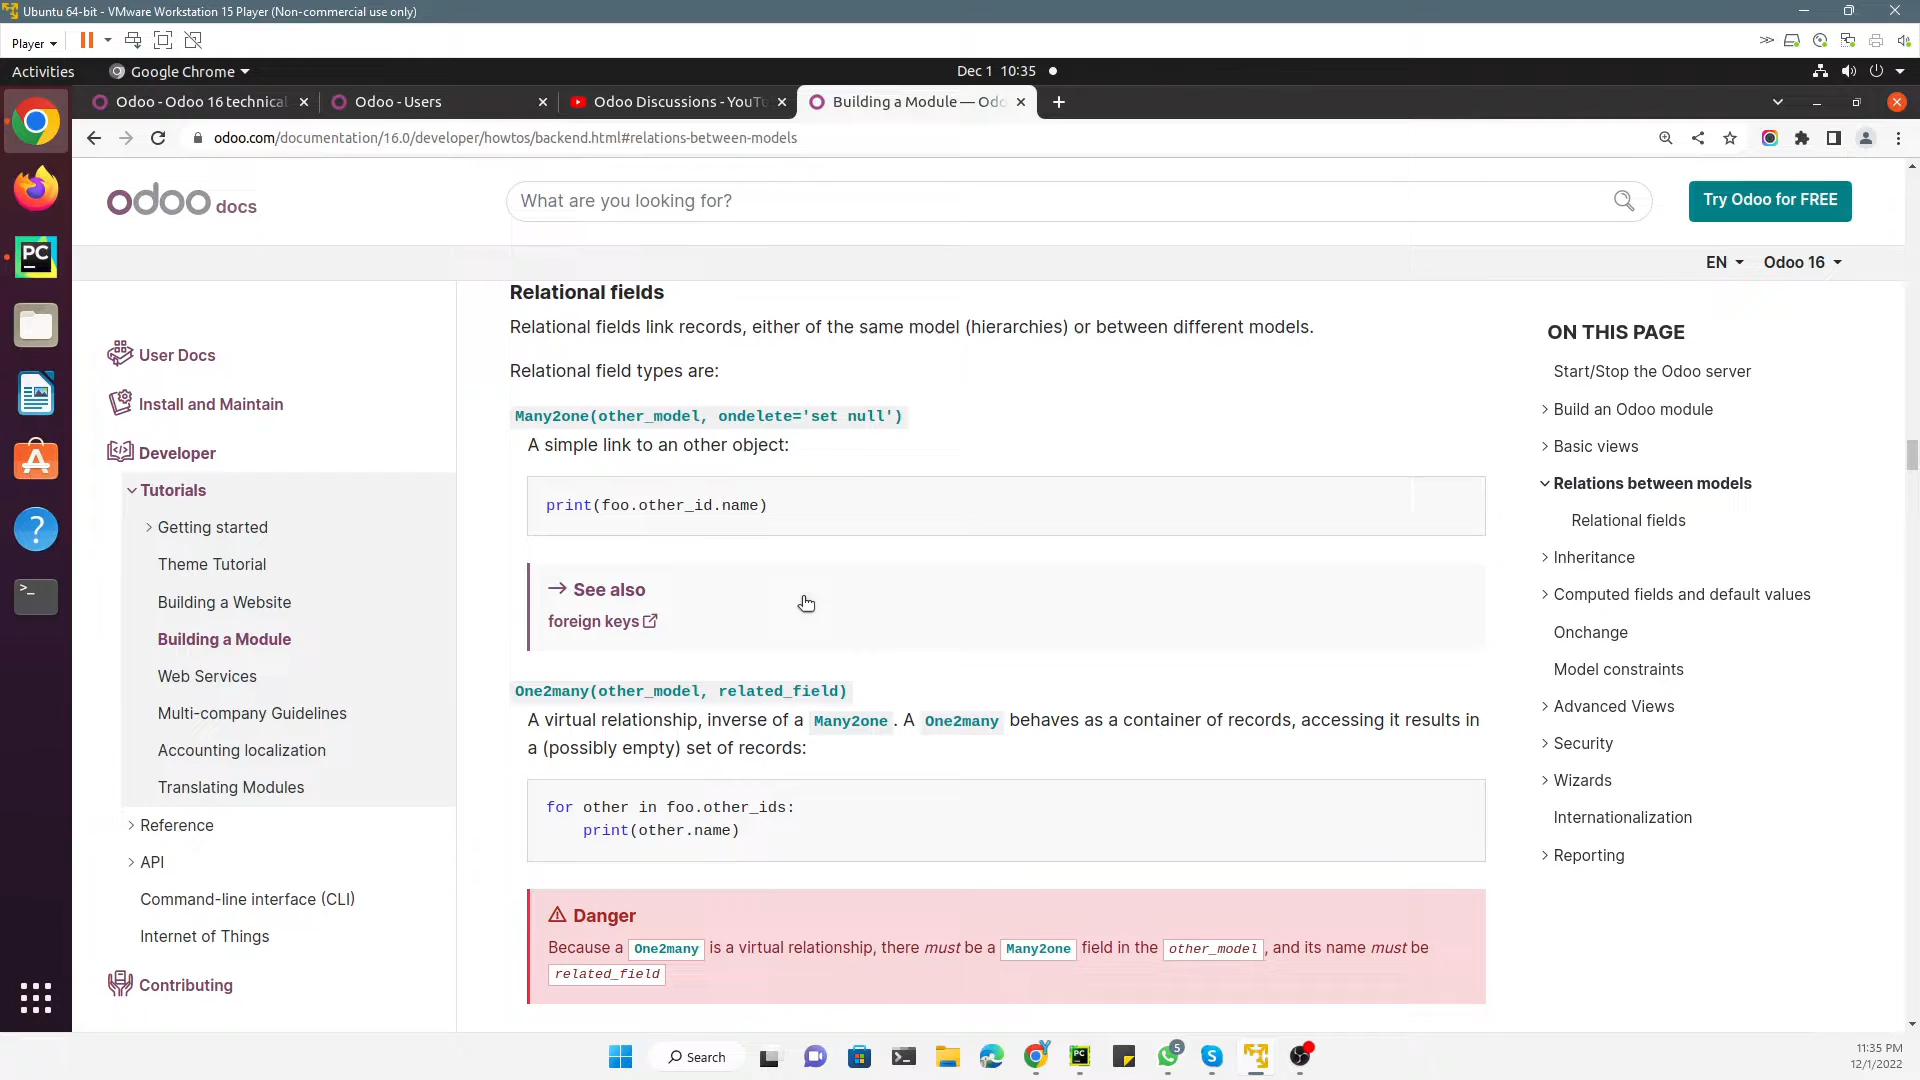 Ubuntu 64-bit - VMware Workstation 15 Player (Non-commercial use only)
Player
Activities
Google Chrome
Dec 1 10:35
Odoo - Odoo 16 technical
Odoo - Users
Odoo Discussions - YouTu
Building a Module — Odo
odoo.com/documentation/16.0/developer/howtos/backend.html#relations-between-models
odoo docs
What are you looking for?
Try Odoo for FREE
EN
Odoo 16
User Docs
Install and Maintain
Developer
Tutorials
Getting started
Theme Tutorial
Building a Website
Building a Module
Web Services
Multi-company Guidelines
Accounting localization
Translating Modules
Reference
API
Command-line interface (CLI)
Internet of Things
Contributing
Relational fields
Relational fields link records, either of the same model (hierarchies) or between different models.
Relational field types are:
Many2one(other_model, ondelete='set null')
A simple link to an other object:
print(foo.other_id.name)
See also
foreign keys
One2many(other_model, related_field)
A virtual relationship, inverse of a Many2one. A One2many behaves as a container of records, accessing it results in
a (possibly empty) set of records:
for other in foo.other_ids:
print(other.name)
Danger
Because a One2many is a virtual relationship, there must be a Many2one field in the other_model, and its name must be
related_field
ON THIS PAGE
Start/Stop the Odoo server
Build an Odoo module
Basic views
Relations between models
Relational fields
Inheritance
Computed fields and default values
Onchange
Model constraints
Advanced Views
Security
Wizards
Internationalization
Reporting
PC
Search
PC
5
11:35 PM
12/1/2022